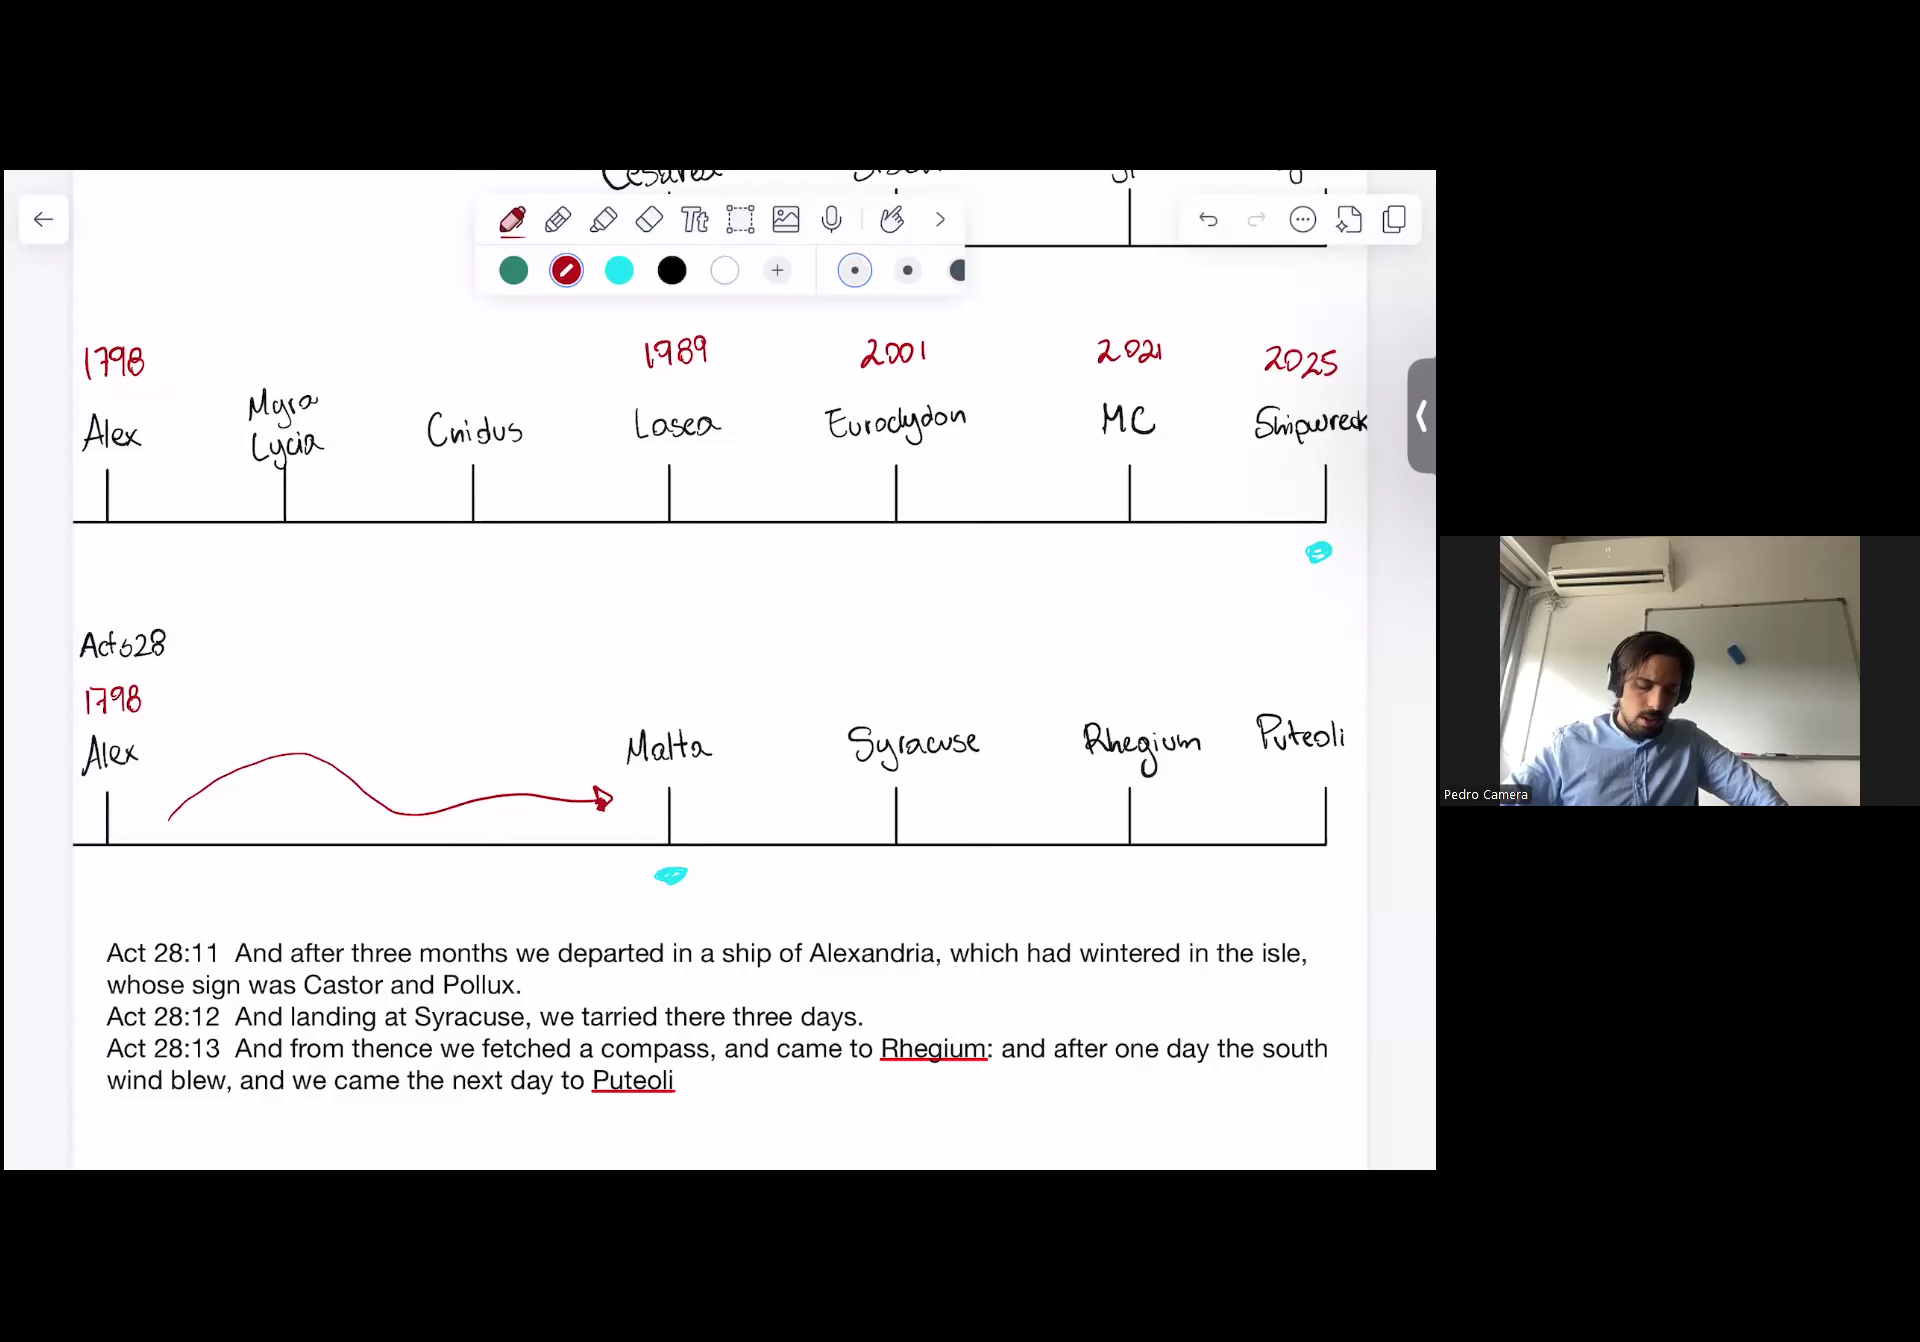 Cesarea
Tt
1798
1989
2001
2021
2025
Alex
Myra
Lycia
Cnidus
Lasea
Euroclydon
MC
Shipwreck
Acts28
1798
Alex
Malta
Syracuse
Rhegium
Puteoli
Act 28:11 And after three months we departed in a ship of Alexandria, which had wintered in the isle,
whose sign was Castor and Pollux.
Act 28:12 And landing at Syracuse, we tarried there three days.
Act 28:13 And from thence we fetched a compass, and came to Rhegium: and after one day the south
wind blew, and we came the next day to Puteoli
Pedro Camera